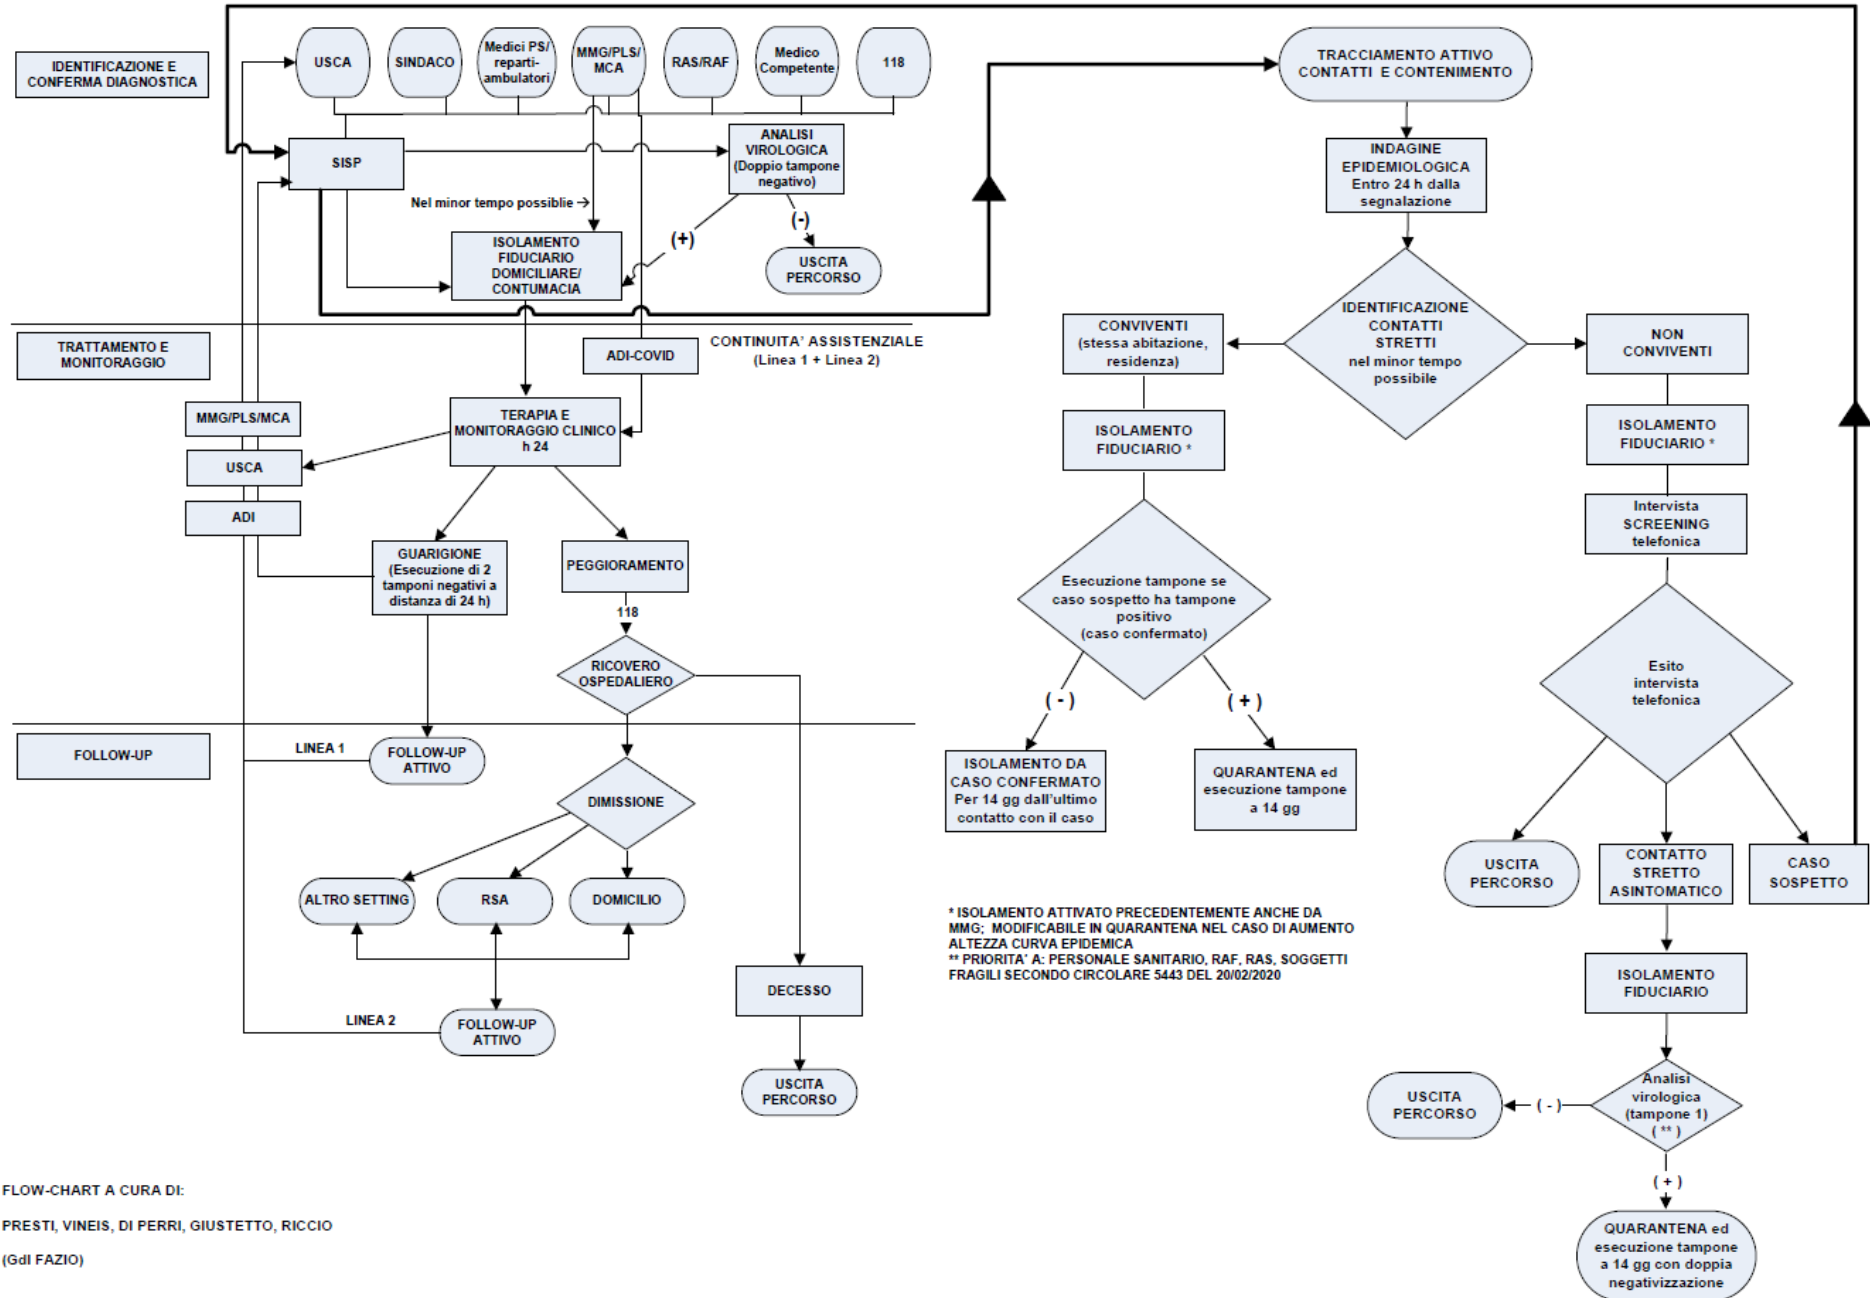 IDENTIFICAZIONE E
CONFERMA DIAGNOSTICA
USCA
SINDACO
Medici PS/
reparti-
ambulatori
MMG/PLS/
MCA
RAS/RAF
Medico
Competente
118
SISP
ANALISI
VIROLOGICA
(Doppio tampone
negativo)
Nel minor tempo possiblie →
(+)
(-)
ISOLAMENTO
FIDUCIARIO
DOMICILIARE/
CONTUMACIA
USCITA
PERCORSO
TRATTAMENTO E
MONITORAGGIO
ADI-COVID
CONTINUITA' ASSISTENZIALE
(Linea 1 + Linea 2)
MMG/PLS/MCA
USCA
ADI
TERAPIA E
MONITORAGGIO CLINICO
h 24
GUARIGIONE
(Esecuzione di 2
tamponi negativi a
distanza di 24 h)
PEGGIORAMENTO
118
RICOVERO
OSPEDALIERO
FOLLOW-UP
LINEA 1
FOLLOW-UP
ATTIVO
DIMISSIONE
ALTRO SETTING
RSA
DOMICILIO
LINEA 2
FOLLOW-UP
ATTIVO
DECESSO
USCITA
PERCORSO
TRACCIAMENTO ATTIVO
CONTATTI E CONTENIMENTO
INDAGINE
EPIDEMIOLOGICA
Entro 24 h dalla
segnalazione
IDENTIFICAZIONE
CONTATTI
STRETTI
nel minor tempo
possibile
CONVIVENTI
(stessa abitazione,
residenza)
NON
CONVIVENTI
ISOLAMENTO
FIDUCIARIO *
ISOLAMENTO
FIDUCIARIO *
Intervista
SCREENING
telefonica
Esecuzione tampone se
caso sospetto ha tampone
positivo
(caso confermato)
( - )
( + )
ISOLAMENTO DA
CASO CONFERMATO
Per 14 gg dall'ultimo
contatto con il caso
QUARANTENA ed
esecuzione tampone
a 14 gg
Esito
intervista
telefonica
USCITA
PERCORSO
CONTATTO
STRETTO
ASINTOMATICO
CASO
SOSPETTO
ISOLAMENTO
FIDUCIARIO
Analisi
virologica
(tampone 1)
( ** )
( - )
USCITA
PERCORSO
( + )
QUARANTENA ed
esecuzione tampone
a 14 gg con doppia
negativizzazione
* ISOLAMENTO ATTIVATO PRECEDENTEMENTE ANCHE DA
MMG; MODIFICABILE IN QUARANTENA NEL CASO DI AUMENTO
ALTEZZA CURVA EPIDEMICA
** PRIORITA' A: PERSONALE SANITARIO, RAF, RAS, SOGGETTI
FRAGILI SECONDO CIRCOLARE 5443 DEL 20/02/2020
FLOW-CHART A CURA DI:
PRESTI, VINEIS, DI PERRI, GIUSTETTO, RICCIO
(Gdl FAZIO)